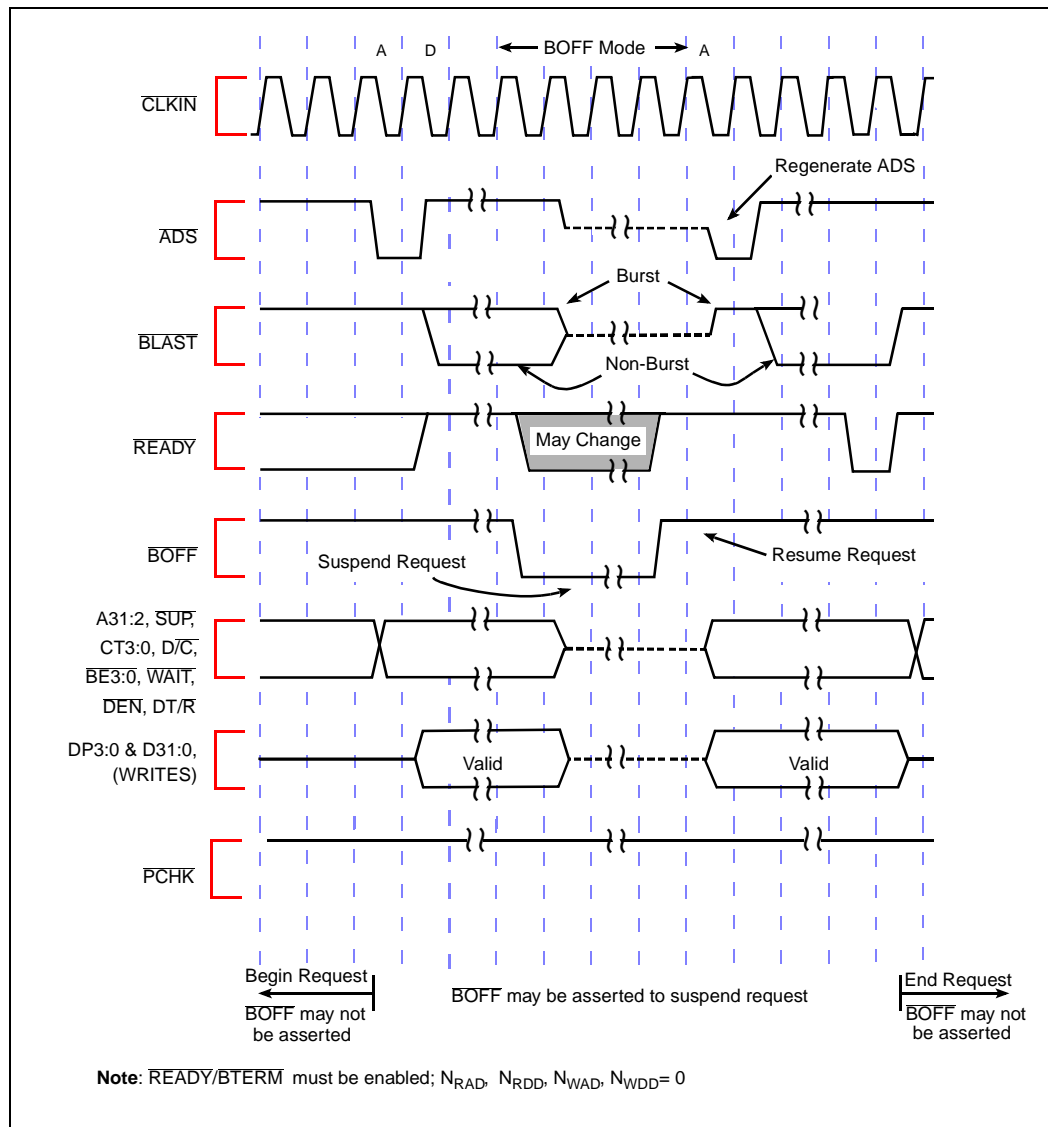 A D BOFF Mode A
CLKIN
Regenerate ADS
ADS
Burst
BLAST
Non-Burst
READY
May Change
BOFF
Suspend Request
Resume Request
A31:2, SUP,
CT3:0, D/C,
BE3:0, WAIT,
DEN, DT/R
DP3:0 & D31:0,
(WRITES)
Valid Valid
PCHK
Begin Request
BOFF may not
be asserted
BOFF may be asserted to suspend request
End Request
BOFF may not
be asserted
Note: READY/BTERM must be enabled; NRAD, NRDD, NWAD, NWDD= 0